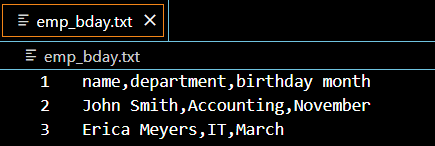 emp_bday.txt
emp_bday.txt
1 name,department,birthday month
2 John Smith,Accounting,November
3 Erica Meyers,IT,March